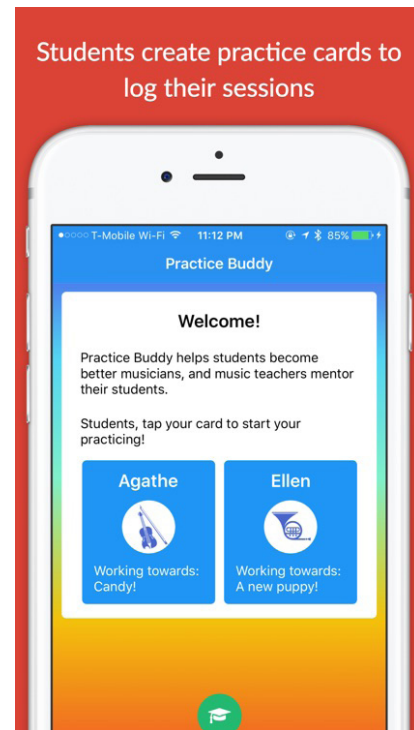 Students create practice cards to
log their sessions
T-Mobile Wi-Fi 11:12 PM 85%
Practice Buddy
Welcome!
Practice Buddy helps students become
better musicians, and music teachers mentor
their students.
Students, tap your card to start your
practicing!
Agathe
Working towards:
Candy!
Ellen
Working towards:
A new puppy!